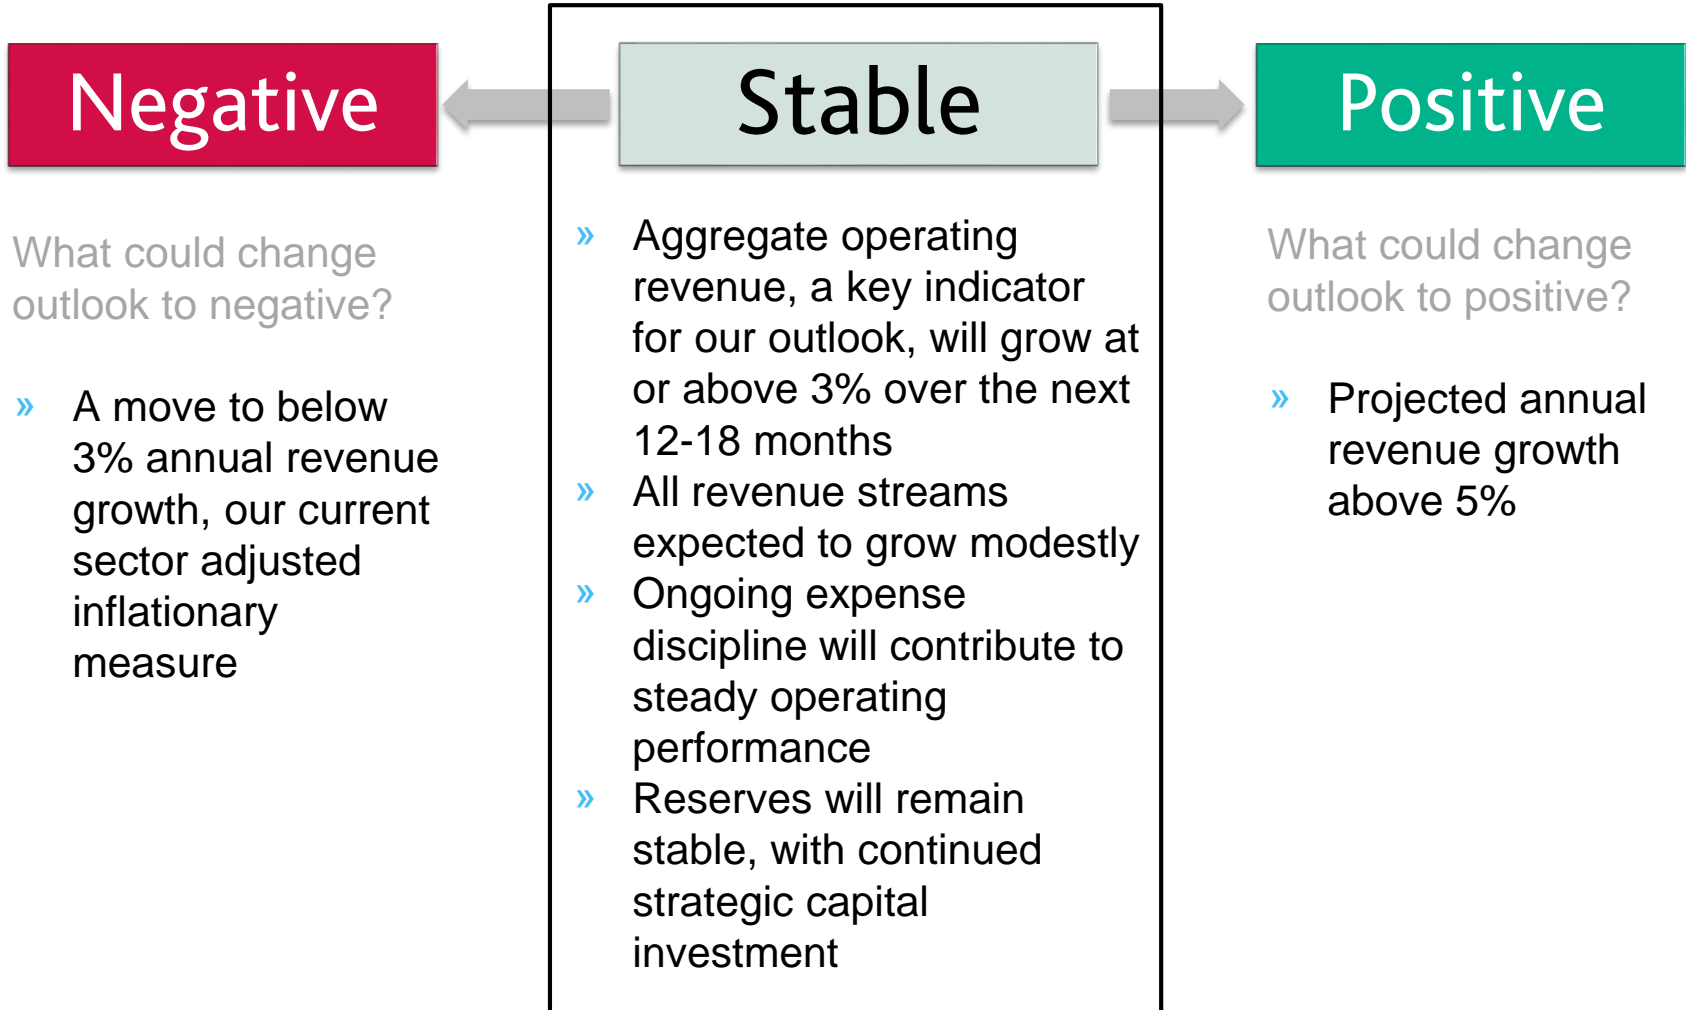 Negative
What could change
outlook to negative?
» A move to below
3% annual revenue
growth, our current
sector adjusted
inflationary
measure
Stable
» Aggregate operating
revenue, a key indicator
for our outlook, will grow at
or above 3% over the next
12-18 months
» All revenue streams
expected to grow modestly
» Ongoing expense
discipline will contribute to
steady operating
performance
» Reserves will remain
stable, with continued
strategic capital
investment
Positive
What could change
outlook to positive?
» Projected annual
revenue growth
above 5%